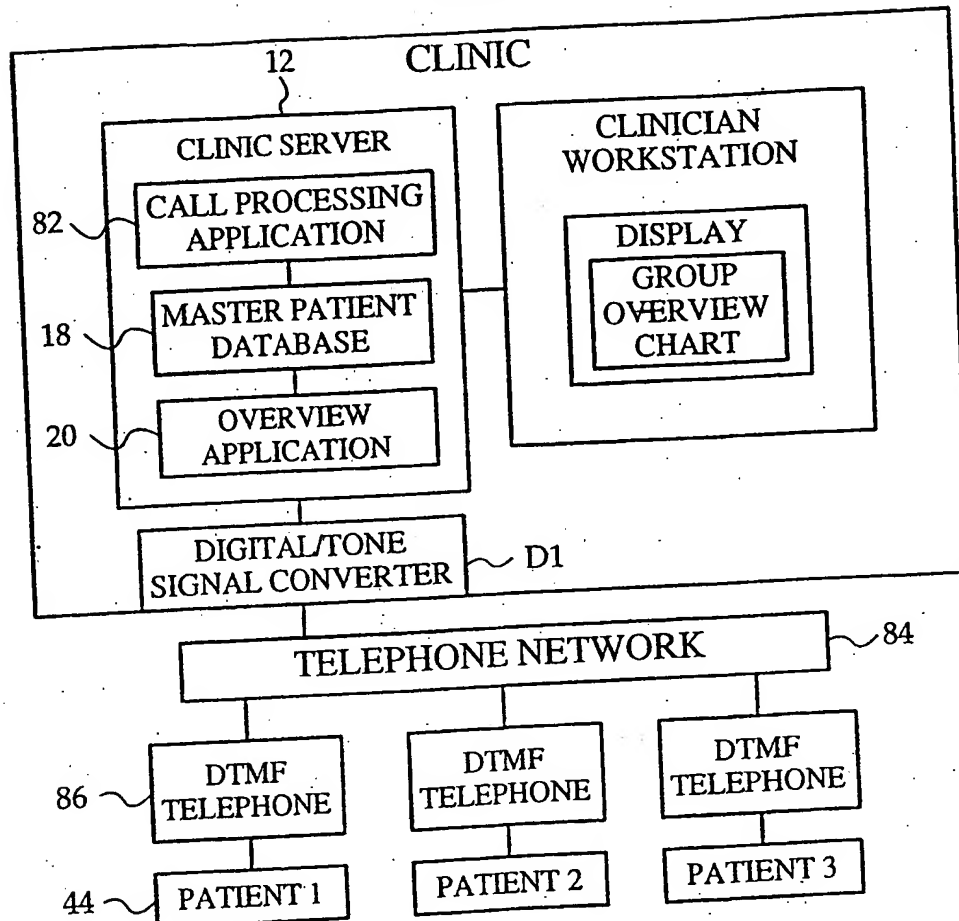 CLINIC
12
CLINIC SERVER
82
CALL PROCESSING
APPLICATION
18
MASTER PATIENT
DATABASE
20
OVERVIEW
APPLICATION
CLINICIAN
WORKSTATION
DISPLAY
GROUP
OVERVIEW
CHART
DIGITAL/TONE
SIGNAL CONVERTER
D1
TELEPHONE NETWORK
84
86
DTMF
TELEPHONE
DTMF
TELEPHONE
DTMF
TELEPHONE
44
PATIENT 1
PATIENT 2
PATIENT 3